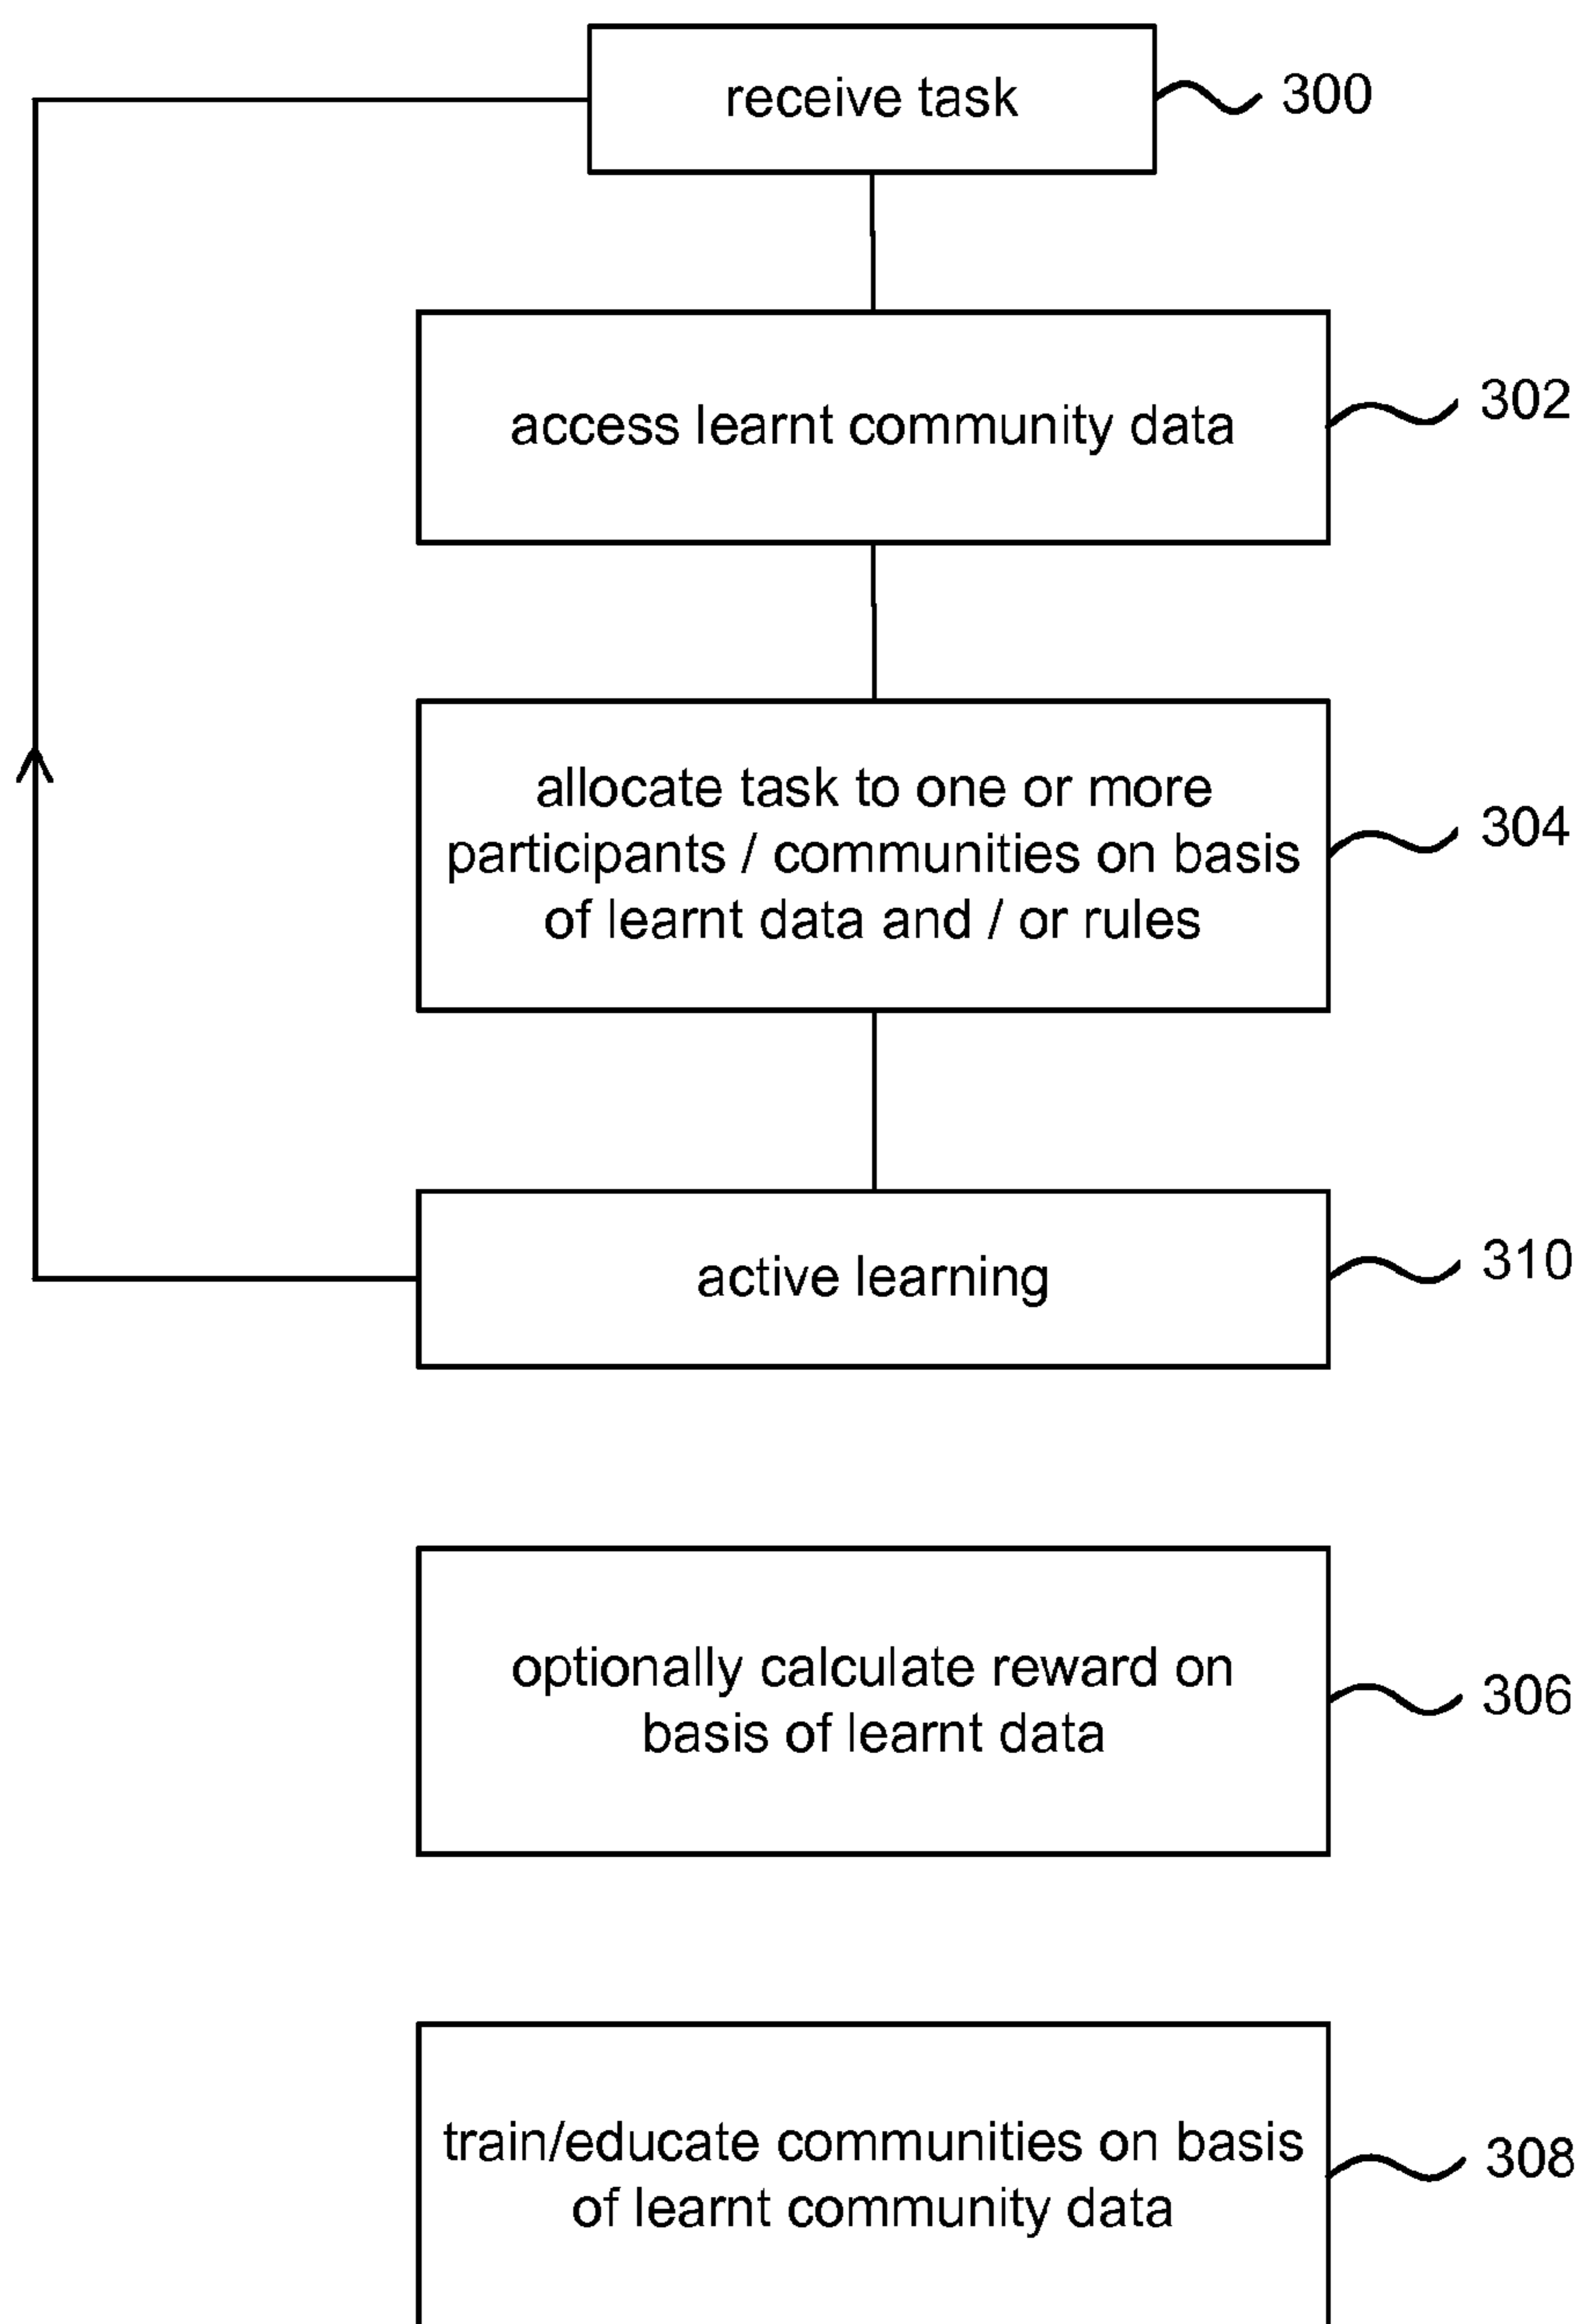 receive task
300
access learnt community data
302
allocate task to one or more
participants / communities on basis
of learnt data and / or rules
304
active learning
310
optionally calculate reward on
basis of learnt data
306
train/educate communities on basis
of learnt community data
308